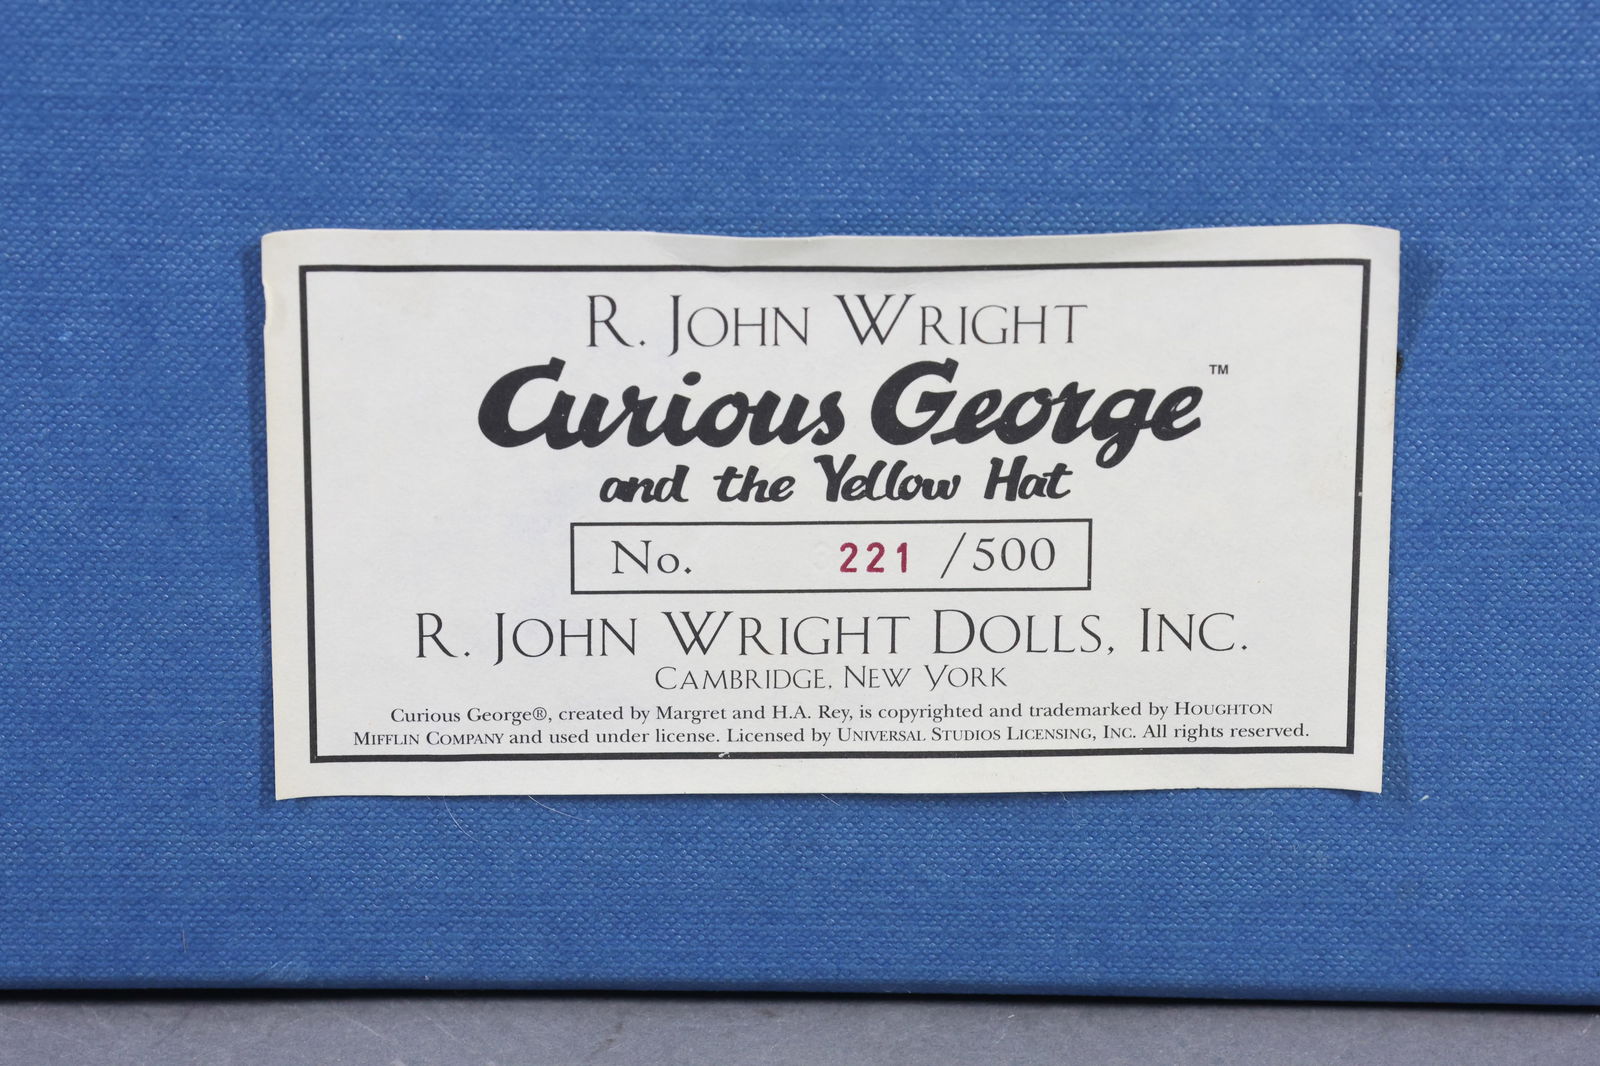 R. John Wright
Curious George™
and the Yellow Hat
No. 221 /500
R. John Wright Dolls, Inc.
Cambridge, New York
Curious George®, created by Margret and H.A. Rey, is copyrighted and trademarked by Houghton
Mifflin Company and used under license. Licensed by Universal Studios Licensing, Inc. All rights reserved.